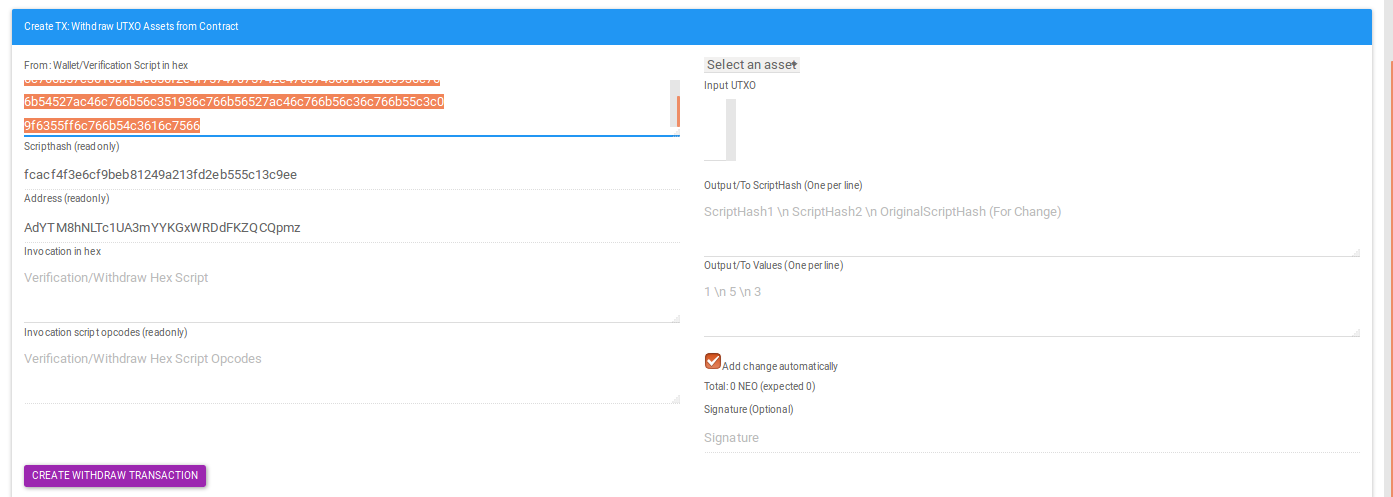 Create TX: Withdraw UTXO Assets from Contract
From : Wallet/Verification Script in hex
6b54527ac46c766b56c351936c766b56527ac46c766b56c36c766b55c3c0
9f6355ff6c766b54c3616c7566
Scripthash (readonly)
fcacf4f3e6cf9beb81249a213fd2eb555c13c9ee
Address (readonly)
AdYTM8hNLTc1UA3mYYKGxWRDdFKZQCQpmz
Invocation in hex
Verification/Withdraw Hex Script
Invocation script opcodes (readonly)
Verification/Withdraw Hex Script Opcodes
CREATE WITHDRAW TRANSACTION
Select an asset
Input UTXO
Output/To ScriptHash (One per line)
ScriptHash1 \n ScriptHash2 \n OriginalScriptHash (For Change)
Output/To Values (One per line)
1 \n 5 \n 3
Add change automatically
Total: 0 NEO (expected 0)
Signature (Optional)
Signature